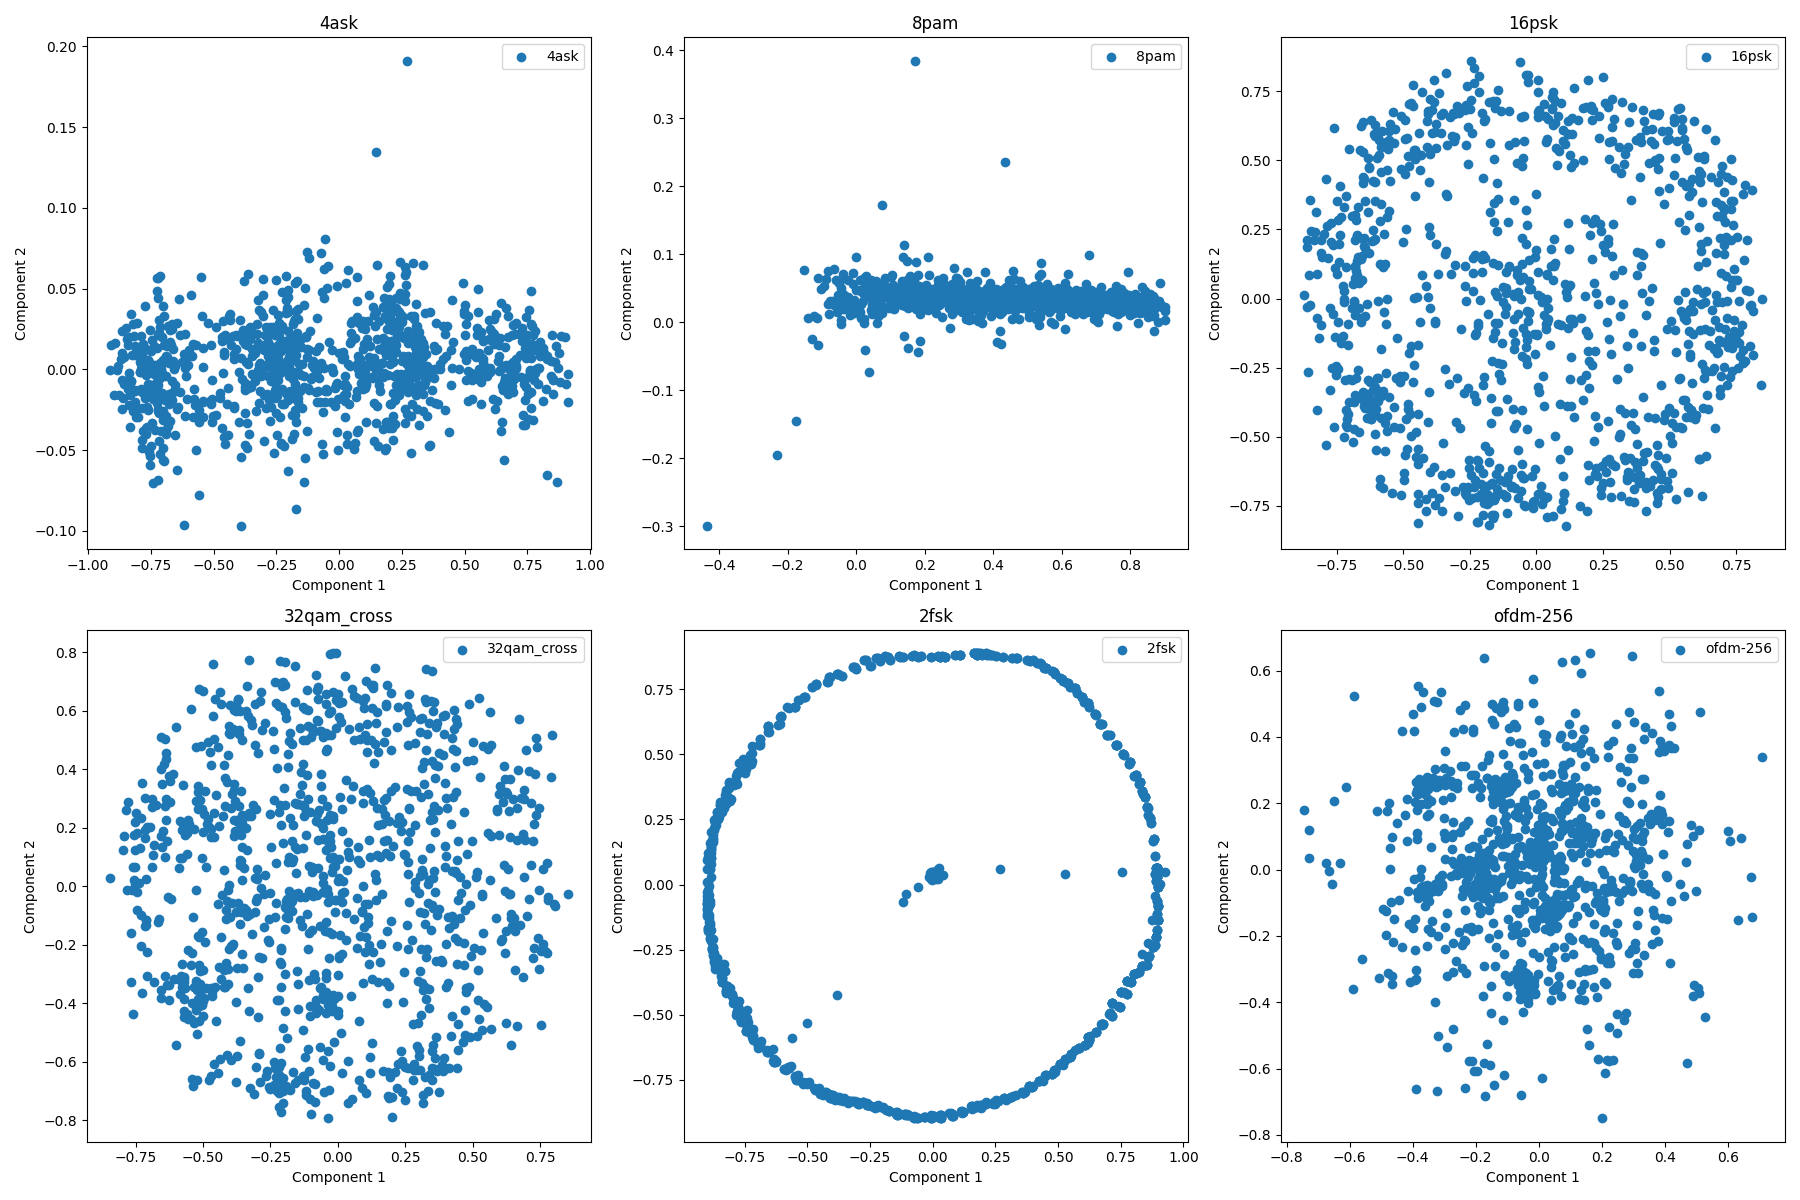 4ask
4ask
0.20
0.15
0.10
0.05
0.00
−0.05
−0.10
Component 2
−1.00 −0.75 −0.50 −0.25 0.00 0.25 0.50 0.75 1.00
Component 1
8pam
8pam
0.4
0.3
0.2
0.1
0.0
−0.1
−0.2
−0.3
Component 2
−0.4 −0.2 0.0 0.2 0.4 0.6 0.8
Component 1
16psk
16psk
0.75
0.50
0.25
0.00
−0.25
−0.50
−0.75
Component 2
−0.75 −0.50 −0.25 0.00 0.25 0.50 0.75
Component 1
32qam_cross
32qam_cross
0.8
0.6
0.4
0.2
0.0
−0.2
−0.4
−0.6
−0.8
Component 2
−0.75 −0.50 −0.25 0.00 0.25 0.50 0.75
Component 1
2fsk
2fsk
0.75
0.50
0.25
0.00
−0.25
−0.50
−0.75
Component 2
−0.75 −0.50 −0.25 0.00 0.25 0.50 0.75 1.00
Component 1
ofdm-256
ofdm-256
0.6
0.4
0.2
0.0
−0.2
−0.4
−0.6
−0.8
Component 2
−0.8 −0.6 −0.4 −0.2 0.0 0.2 0.4 0.6
Component 1